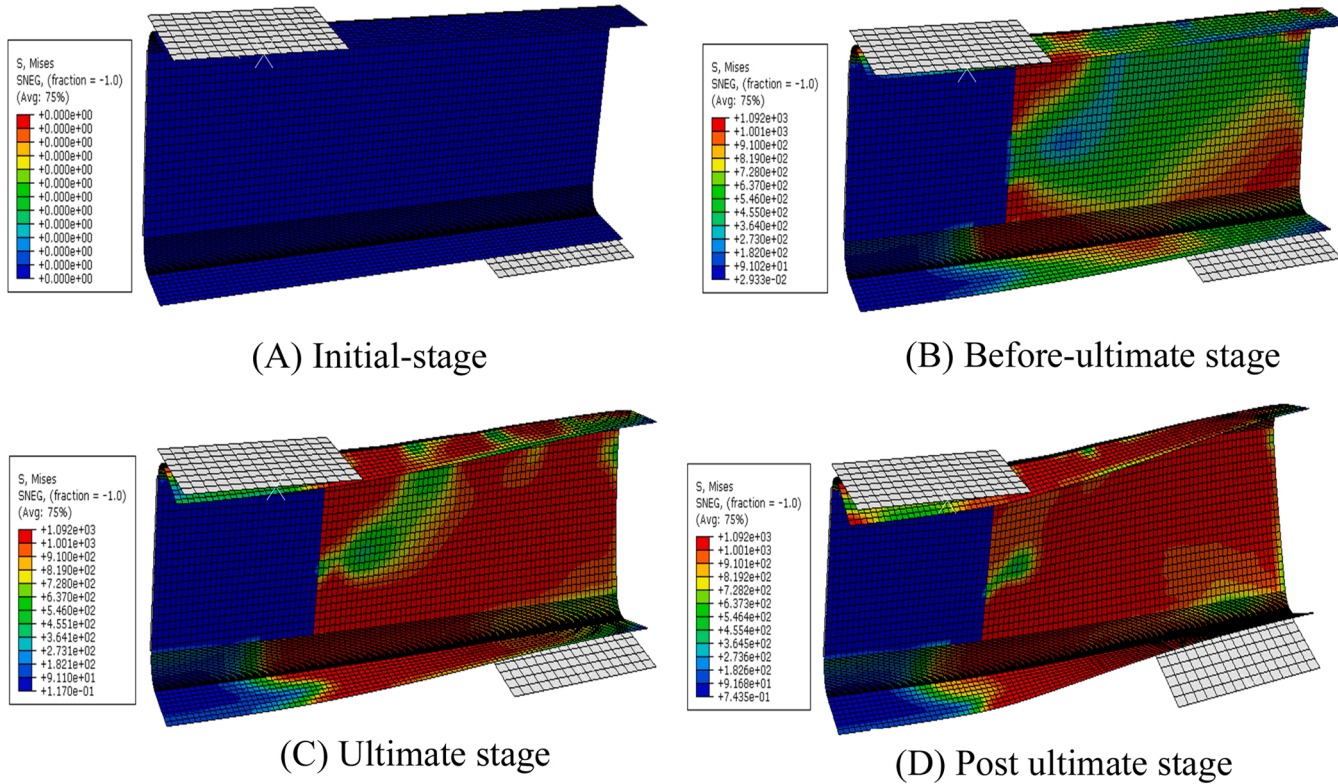 S, Mises
SNEG, (fraction = -1.0)
(Avg: 75%)
+0.000e+00
+0.000e+00
+0.000e+00
+0.000e+00
+0.000e+00
+0.000e+00
+0.000e+00
+0.000e+00
+0.000e+00
+0.000e+00
+0.000e+00
+0.000e+00
+0.000e+00
(A) Initial-stage
S, Mises
SNEG, (fraction = -1.0)
(Avg: 75%)
+1.092e+03
+1.001e+03
+9.100e+02
+8.190e+02
+7.280e+02
+6.370e+02
+5.460e+02
+4.550e+02
+3.640e+02
+2.730e+02
+1.820e+02
+9.102e+01
+2.933e-02
(B) Before-ultimate stage
S, Mises
SNEG, (fraction = -1.0)
(Avg: 75%)
+1.092e+03
+1.001e+03
+9.100e+02
+8.190e+02
+7.280e+02
+6.370e+02
+5.460e+02
+4.551e+02
+3.641e+02
+2.731e+02
+1.821e+02
+9.110e+01
+1.170e-01
(C) Ultimate stage
S, Mises
SNEG, (fraction = -1.0)
(Avg: 75%)
+1.092e+03
+1.001e+03
+9.101e+02
+8.192e+02
+7.282e+02
+6.373e+02
+5.464e+02
+4.554e+02
+3.645e+02
+2.736e+02
+1.826e+02
+9.168e+01
+7.435e-01
(D) Post ultimate stage